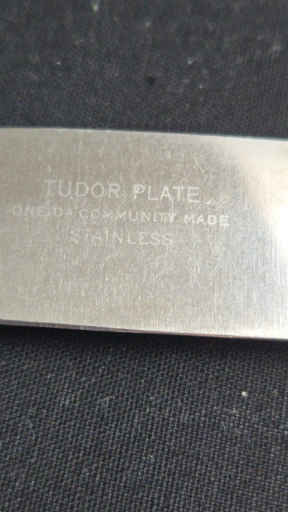 TUDOR PLATE
ONEIDA COMMUNITY MADE
STAINLESS